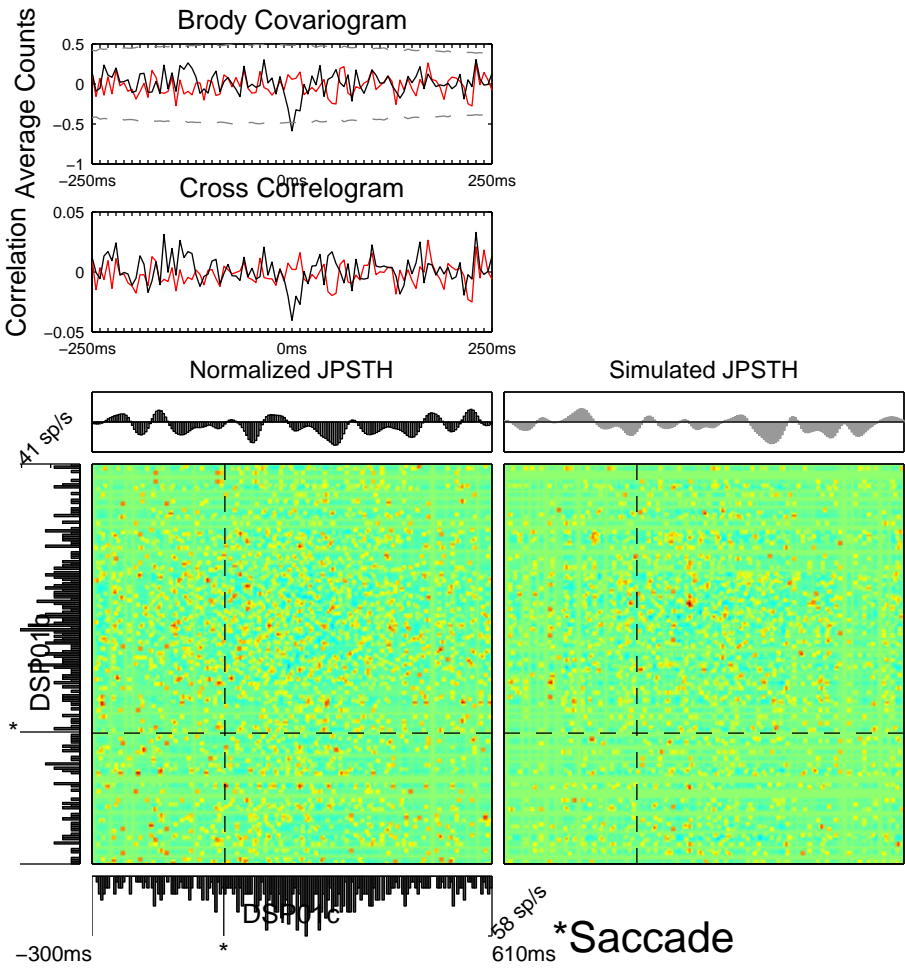 Brody Covariogram
Average Counts
0.5
0
−0.5
−1
−250ms
0ms
250ms
Cross Correlogram
Correlation
0.05
0
−0.05
−250ms
0ms
250ms
Normalized JPSTH
Simulated JPSTH
41 sp/s
*
DSP01c
*
58 sp/s
−300ms
610ms
*Saccade